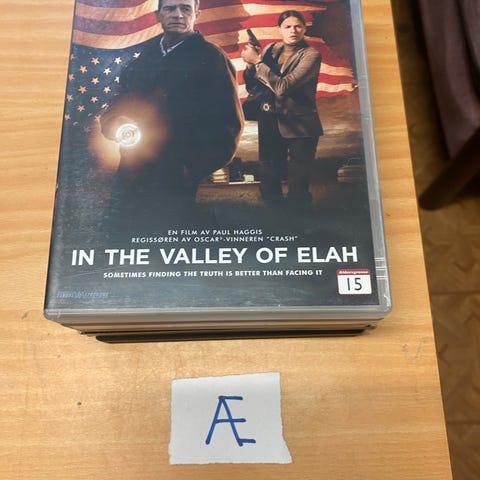 EN FILM AV PAUL HAGGIS
REGISSØREN AV OSCAR®-VINNEREN "CRASH"
IN THE VALLEY OF ELAH
SOMETIMES FINDING THE TRUTH IS BETTER THAN FACING IT
Aldersgrense
15
Æ